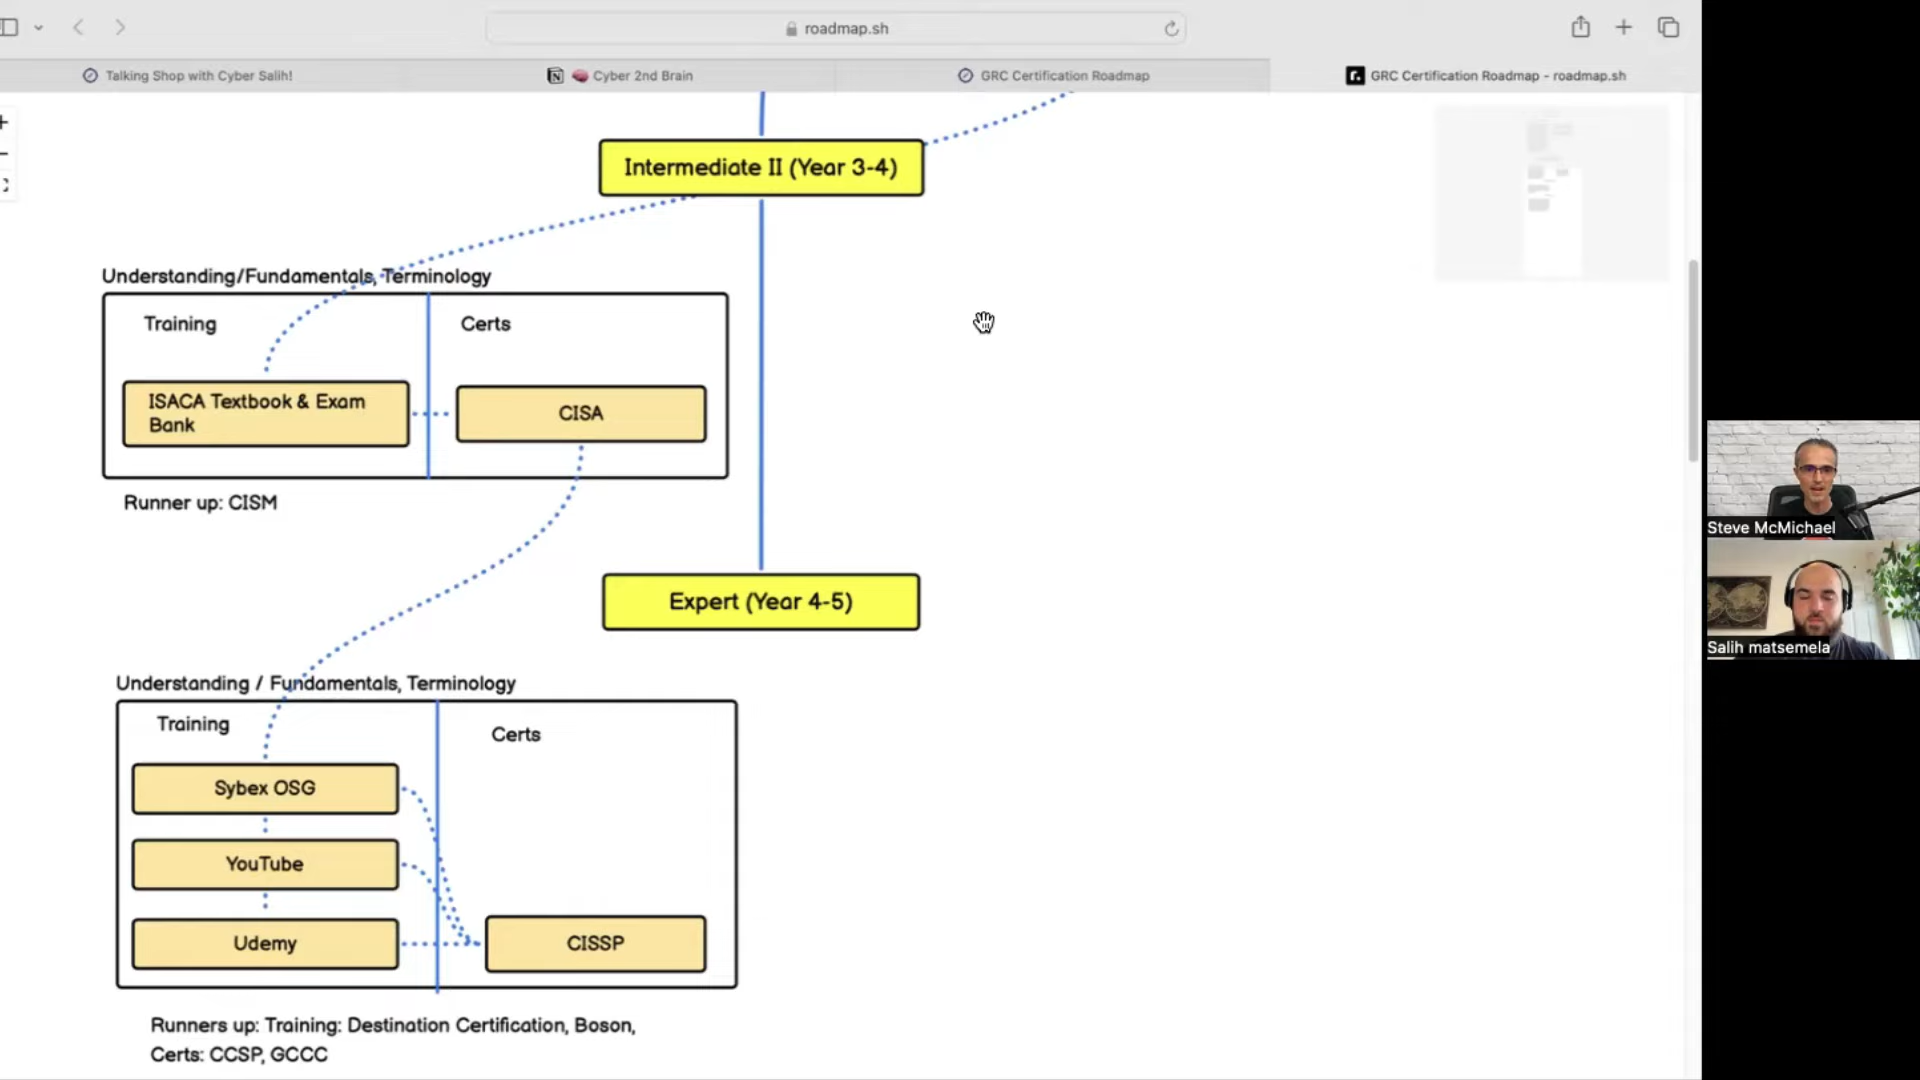 roadmap.sh
Talking Shop with Cyber Salih!
Cyber 2nd Brain
GRC Certification Roadmap
GRC Certification Roadmap - roadmap.sh
Intermediate II (Year 3-4)
Understanding/Fundamentals, Terminology
Training
Certs
ISACA Textbook & Exam
Bank
CISA
Runner up: CISM
Steve McMichael
Salih matsemela
Expert (Year 4-5)
Understanding / Fundamentals, Terminology
Training
Certs
Sybex OSG
YouTube
Udemy
CISSP
Runners up: Training: Destination Certification, Boson,
Certs: CCSP, GCCC